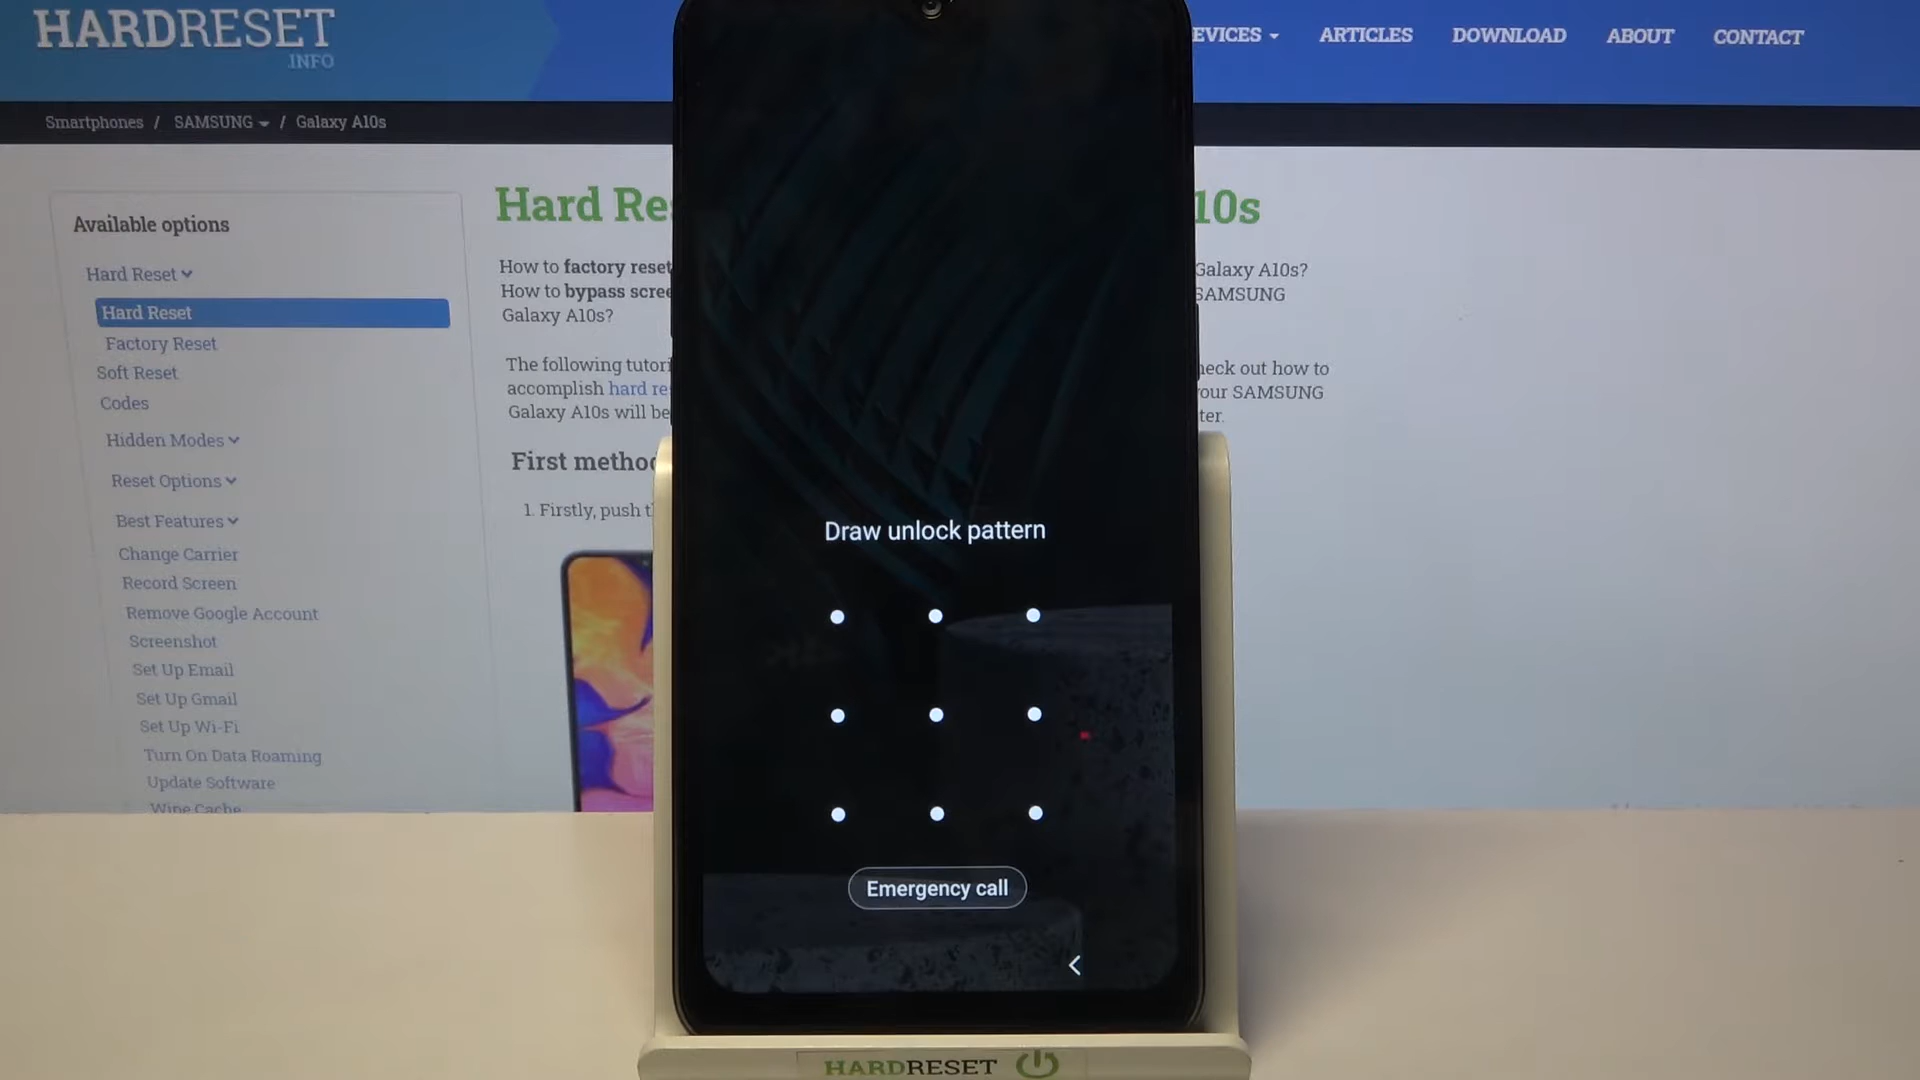 HARDRESET
.INFO
EVICES
ARTICLES
DOWNLOAD
ABOUT
CONTACT
Smartphones / SAMSUNG / Galaxy A10s
Available options
Hard Reset
Hard Reset
Factory Reset
Soft Reset
Codes
Hidden Modes
Reset Options
Best Features
Change Carrier
Record Screen
Remove Google Account
Screenshot
Set Up Email
Set Up Gmail
Set Up Wi-Fi
Turn On Data Roaming
Update Software
Wipe Cache
Hard Re
10s
How to factory reset
Galaxy A10s?
How to bypass scree
SAMSUNG
Galaxy A10s?
The following tutori
heck out how to
accomplish hard re
our SAMSUNG
Galaxy A10s will be
ter.
First metho
1. Firstly, push t
Draw unlock pattern
Emergency call
HARDRESET